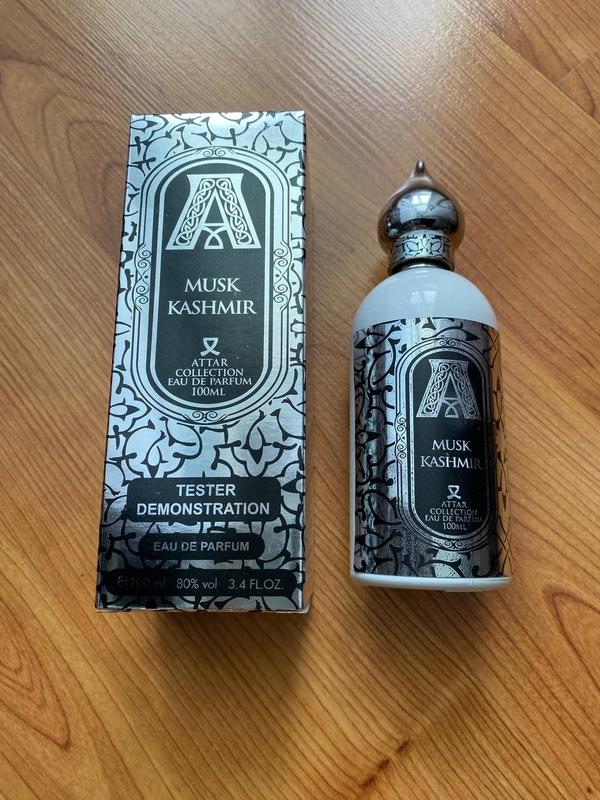 A
MUSK
KASHMIR
ATTAR
COLLECTION
EAU DE PARFUM
100ML
TESTER
DEMONSTRATION
EAU DE PARFUM
℮100 ml 80% vol 3,4 FL.OZ.
A
MUSK
KASHMIR
ATTAR
COLLECTION
EAU DE PARFUM
100ML